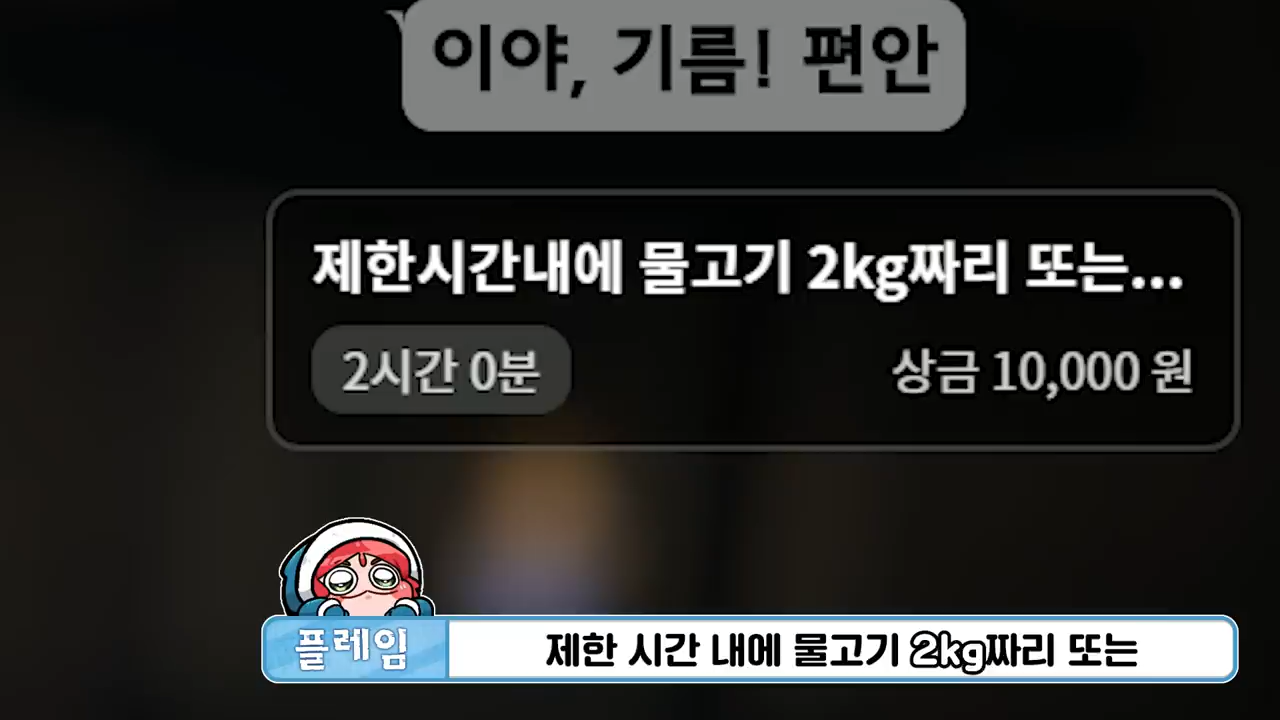 이야, 기름! 편안
제한시간내에 물고기 2kg짜리 또는...
2시간 0분
상금 10,000 원
플레임
제한 시간 내에 물고기 2kg짜리 또는